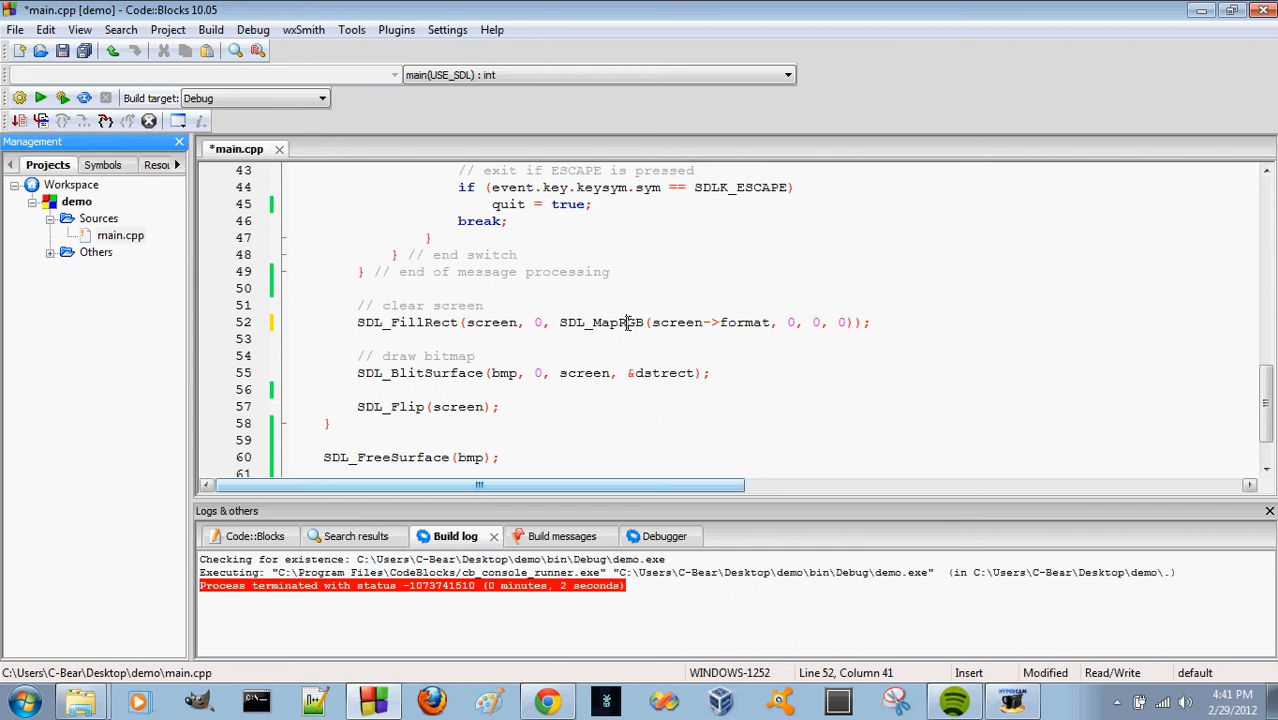 *main.cpp [demo] - Code::Blocks 10.05
File Edit View Search Project Build Debug wxSmith Tools Plugins Settings Help
main(USE_SDL) : int
Build target: Debug
Management
Projects Symbols Resou
Workspace
demo
Sources
main.cpp
Others
*main.cpp
43 // exit if ESCAPE is pressed
44 if (event.key.keysym.sym == SDLK_ESCAPE)
45 quit = true;
46 break;
47 }
48 } // end switch
49 } // end of message processing
50
51 // clear screen
52 SDL_FillRect(screen, 0, SDL_MapRGB(screen->format, 0, 0, 0));
53
54 // draw bitmap
55 SDL_BlitSurface(bmp, 0, screen, &dstrect);
56
57 SDL_Flip(screen);
58 }
59
60 SDL_FreeSurface(bmp);
61
Logs & others
Code::Blocks Search results Build log Build messages Debugger
Checking for existence: C:\Users\C-Bear\Desktop\demo\bin\Debug\demo.exe
Executing: "C:\Program Files\CodeBlocks/cb_console_runner.exe" "C:\Users\C-Bear\Desktop\demo\bin\Debug\demo.exe" (in C:\Users\C-Bear\Desktop\demo\.)
Process terminated with status -1073741510 (0 minutes, 2 seconds)
C:\Users\C-Bear\Desktop\demo\main.cpp WINDOWS-1252 Line 52, Column 41 Insert Modified Read/Write default
4:41 PM
2/29/2012